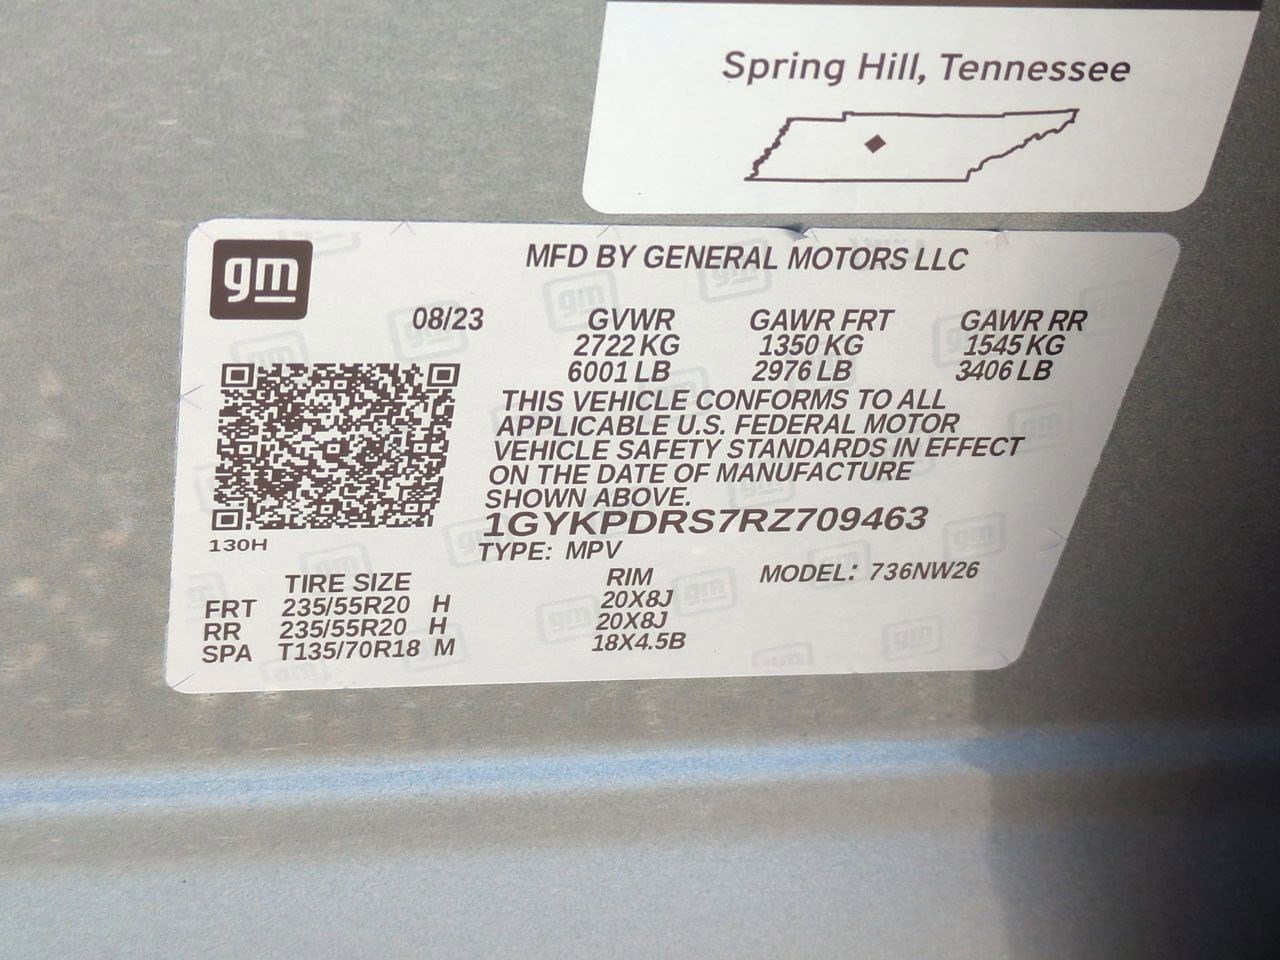 Spring Hill, Tennessee
gm
MFD BY GENERAL MOTORS LLC
08/23 GVWR GAWR FRT GAWR RR
2722 KG 1350 KG 1545 KG
6001 LB 2976 LB 3406 LB
THIS VEHICLE CONFORMS TO ALL
APPLICABLE U.S. FEDERAL MOTOR
VEHICLE SAFETY STANDARDS IN EFFECT
ON THE DATE OF MANUFACTURE
SHOWN ABOVE.
1GYKPDRS7RZ709463
130H
TYPE: MPV
MODEL: 736NW26
TIRE SIZE RIM
FRT 235/55R20 H 20X8J
RR 235/55R20 H 20X8J
SPA T135/70R18 M 18X4.5B